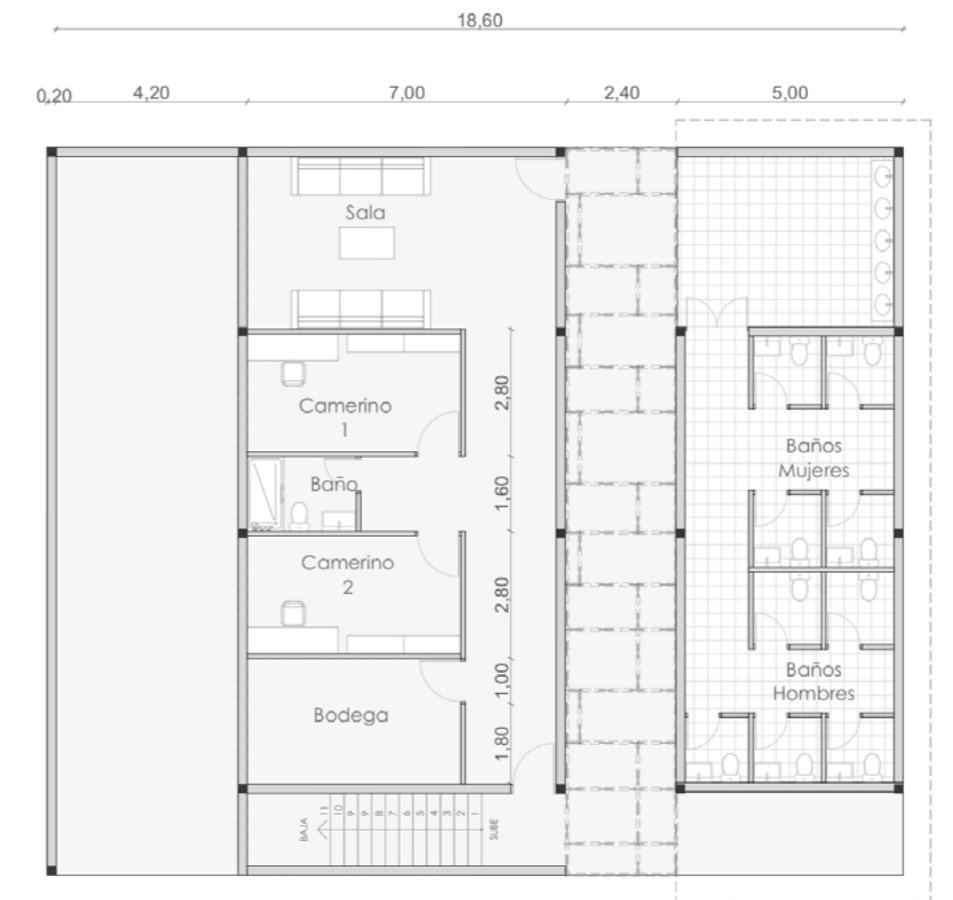 18,60
0,20
4,20
7,00
2,40
5,00
Sala
2,80
Camerino
1
1,60
Baño
Baños
Mujeres
Camerino
2
2,80
1,00
Baños
Hombres
Bodega
1,80
BAJA
11
10
9
9
8
7
6
5
4
3
2
1
SUBE